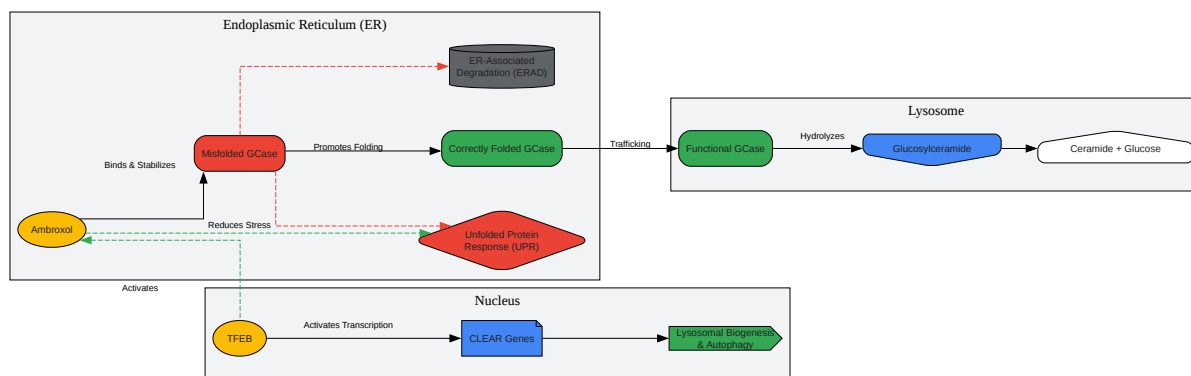 Endoplasmic Reticulum (ER)
ER-Associated
Degradation (ERAD)
Lysosome
Misfolded GCase
Promotes Folding
Correctly Folded GCase
Trafficking
Functional GCase
Hydrolyzes
Glucosylceramide
Ceramide + Glucose
Binds & Stabilizes
Ambroxol
Reduces Stress
Unfolded Protein
Response (UPR)
Activates
Nucleus
TFEB
Activates Transcription
CLEAR Genes
Lysosomal Biogenesis
& Autophagy